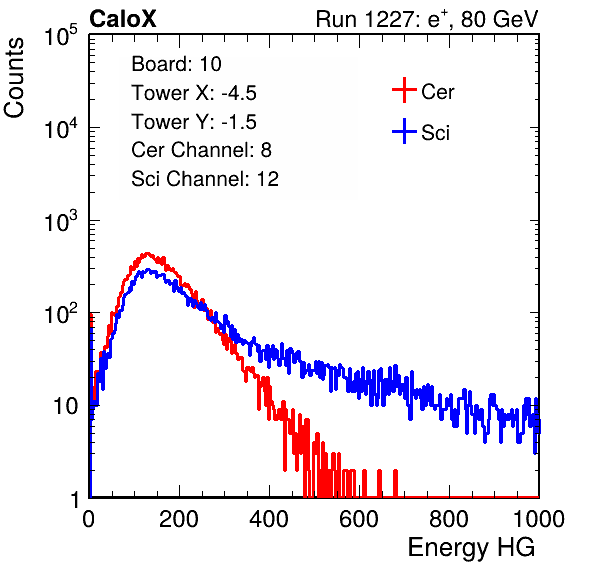 CaloX Run 1227: e⁺, 80 GeV
Counts
Board: 10
Tower X: -4.5
Tower Y: -1.5
Cer Channel: 8
Sci Channel: 12
Cer
Sci
10⁵
10⁴
10³
10²
10
1
0 200 400 600 800 1000
Energy HG